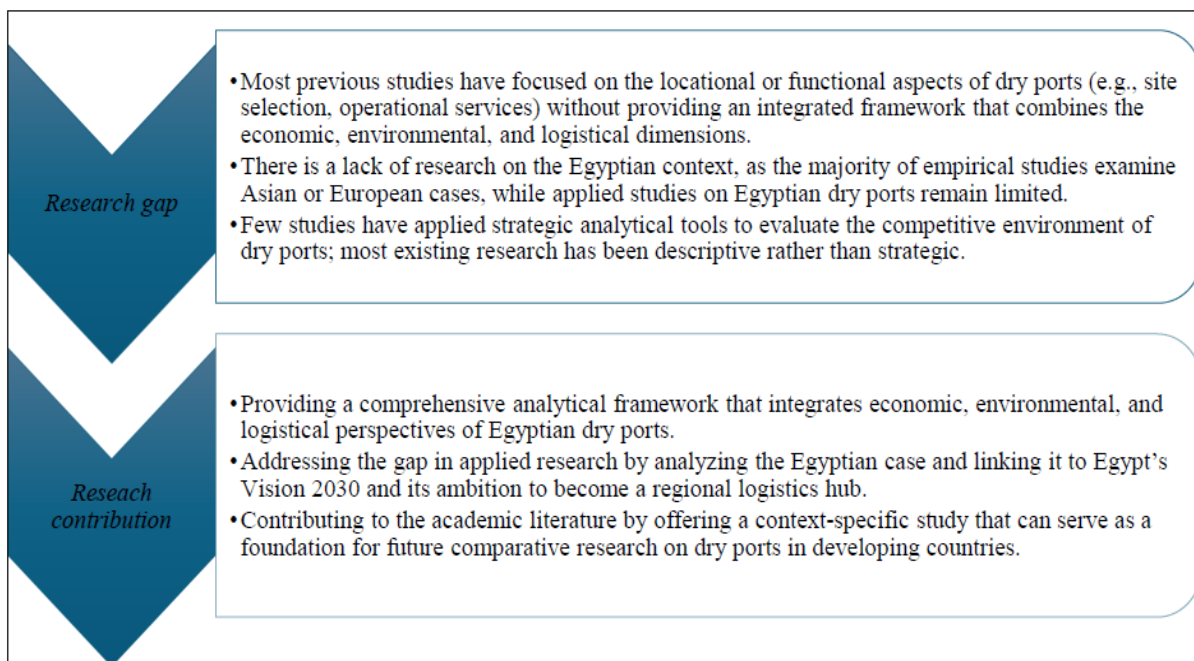 Research gap
•Most previous studies have focused on the locational or functional aspects of dry ports (e.g., site
selection, operational services) without providing an integrated framework that combines the
economic, environmental, and logistical dimensions.
•There is a lack of research on the Egyptian context, as the majority of empirical studies examine
Asian or European cases, while applied studies on Egyptian dry ports remain limited.
•Few studies have applied strategic analytical tools to evaluate the competitive environment of
dry ports; most existing research has been descriptive rather than strategic.
Reseach
contribution
•Providing a comprehensive analytical framework that integrates economic, environmental, and
logistical perspectives of Egyptian dry ports.
•Addressing the gap in applied research by analyzing the Egyptian case and linking it to Egypt’s
Vision 2030 and its ambition to become a regional logistics hub.
•Contributing to the academic literature by offering a context-specific study that can serve as a
foundation for future comparative research on dry ports in developing countries.